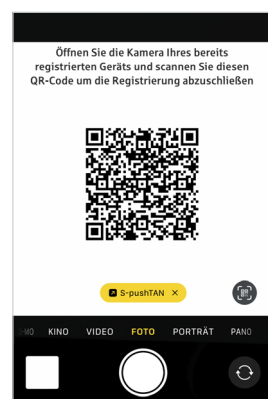 Öffnen Sie die Kamera Ihres bereits
registrierten Geräts und scannen Sie diesen
QR-Code um die Registrierung abzuschließen
S-pushTAN ×
KINO VIDEO FOTO PORTRÄT PANO